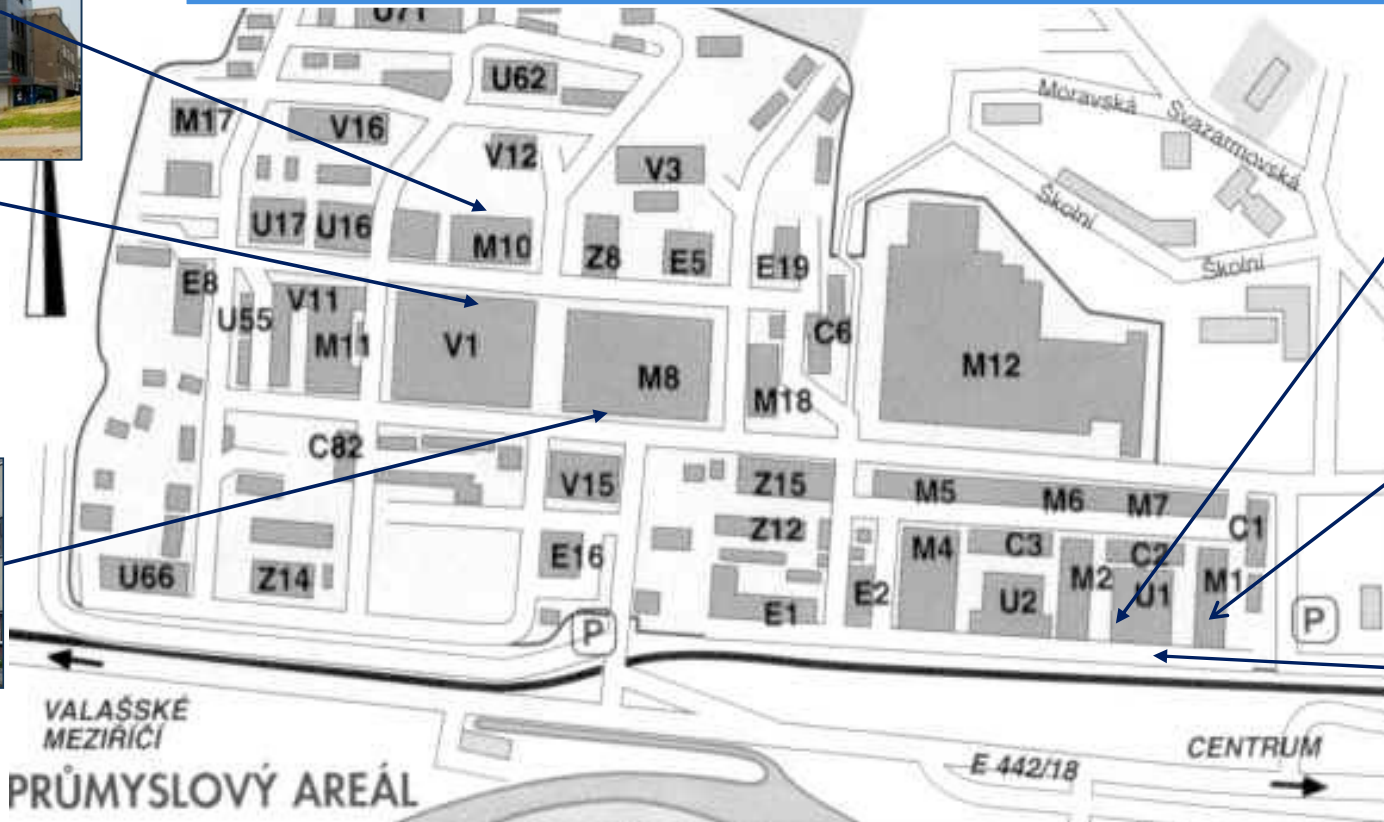 U71
U62
M17
V16
V12
V3
Moravská
Svazarmovská
Školní
Školní
U17
U16
M10
Z8
E5
E19
E8
U55
V11
M11
V1
M8
C6
M18
M12
C82
V15
Z15
M5
M6
M7
C1
Z12
E16
M4
C3
M2
C2
M1
U66
Z14
E1
E2
U2
U1
P
P
VALAŠSKÉ
MEZIŘÍČÍ
PRŮMYSLOVÝ AREÁL
E 442/18
CENTRUM